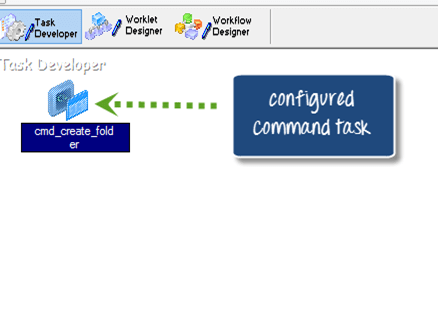 Task
Developer
Worklet
Designer
Workflow
Designer
Task Developer
configured
Command task
cmd_create_fold
er